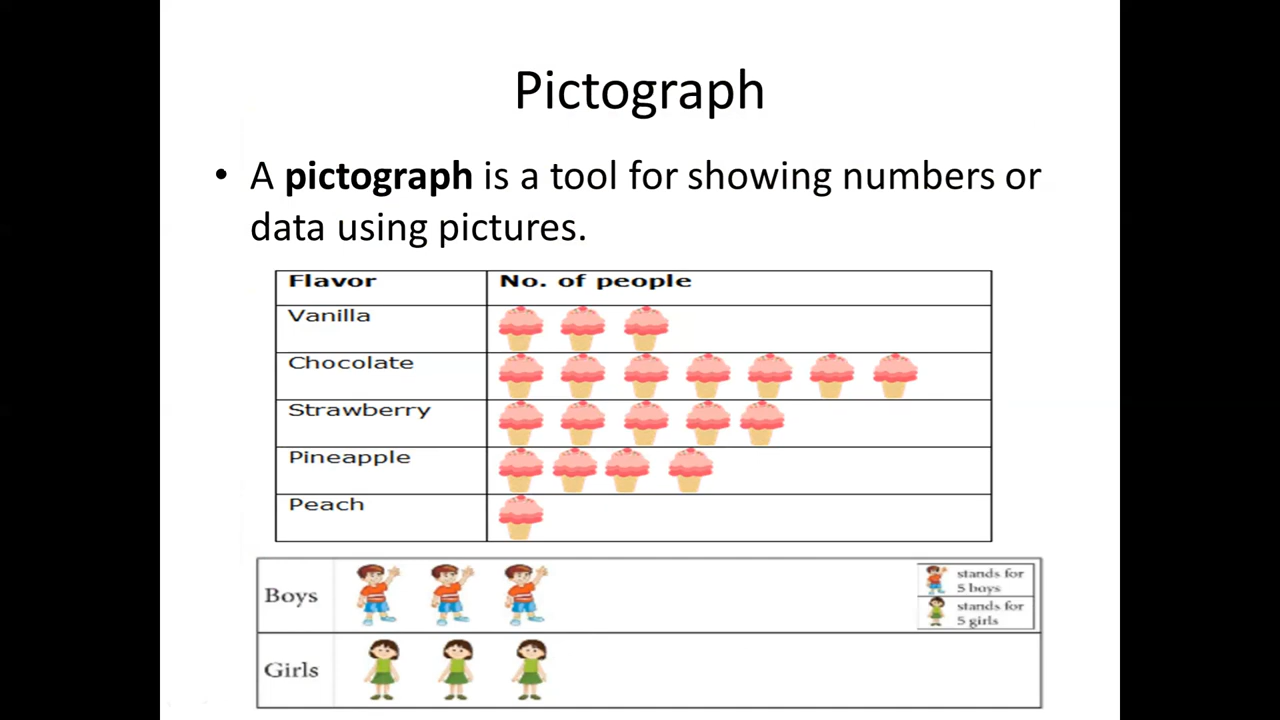 Pictograph
• A pictograph is a tool for showing numbers or
data using pictures.
Flavor No. of people
Vanilla
Chocolate
Strawberry
Pineapple
Peach
Boys
stands for
5 boys
stands for
5 girls
Girls